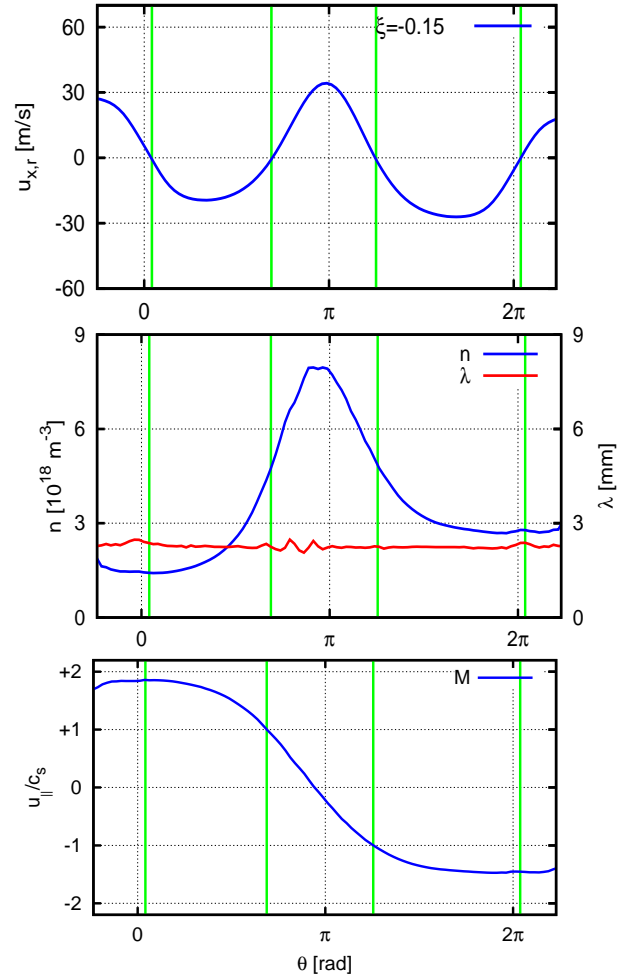 60
30
0
-30
-60
u_{x,r} [m/s]
ξ=-0.15
0
π
2π
9
6
3
0
n [10^{18} m^{-3}]
n
λ
9
6
3
0
λ [mm]
0
π
2π
+2
+1
0
-1
-2
u_{||}/c_s
M
0
π
2π
θ [rad]